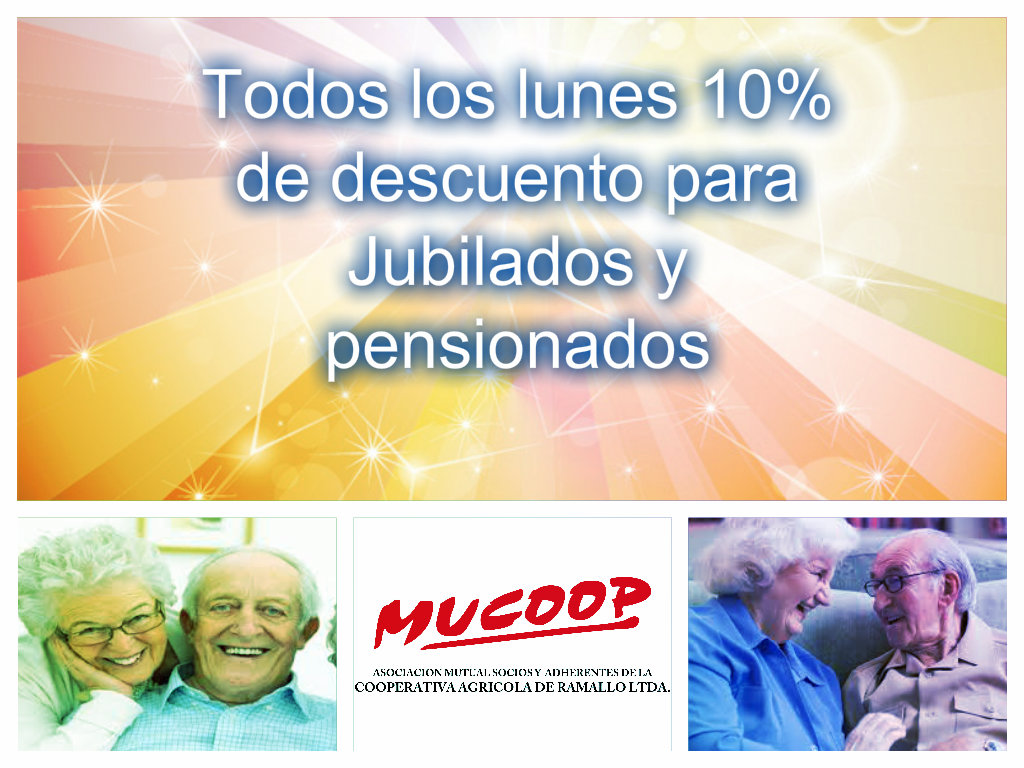 Todos los lunes 10%
de descuento para
Jubilados y
pensionados
MUCOOP
ASOCIACION MUTUAL SOCIOS Y ADHERENTES DE LA
COOPERATIVA AGRICOLA DE RAMALLO LTDA.